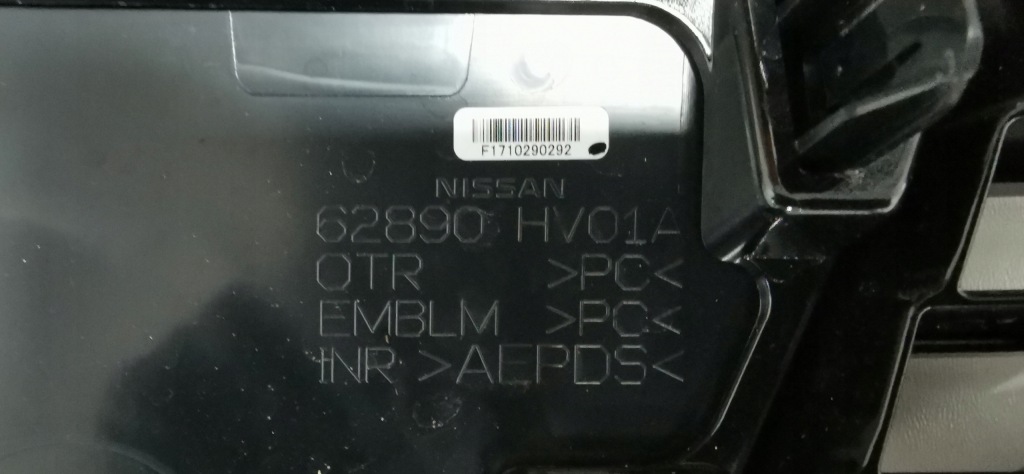 F1710290292
NISSAN
62890 HV01A
OTR >PC<
EMBLM >PC<
INR >AEPDS<